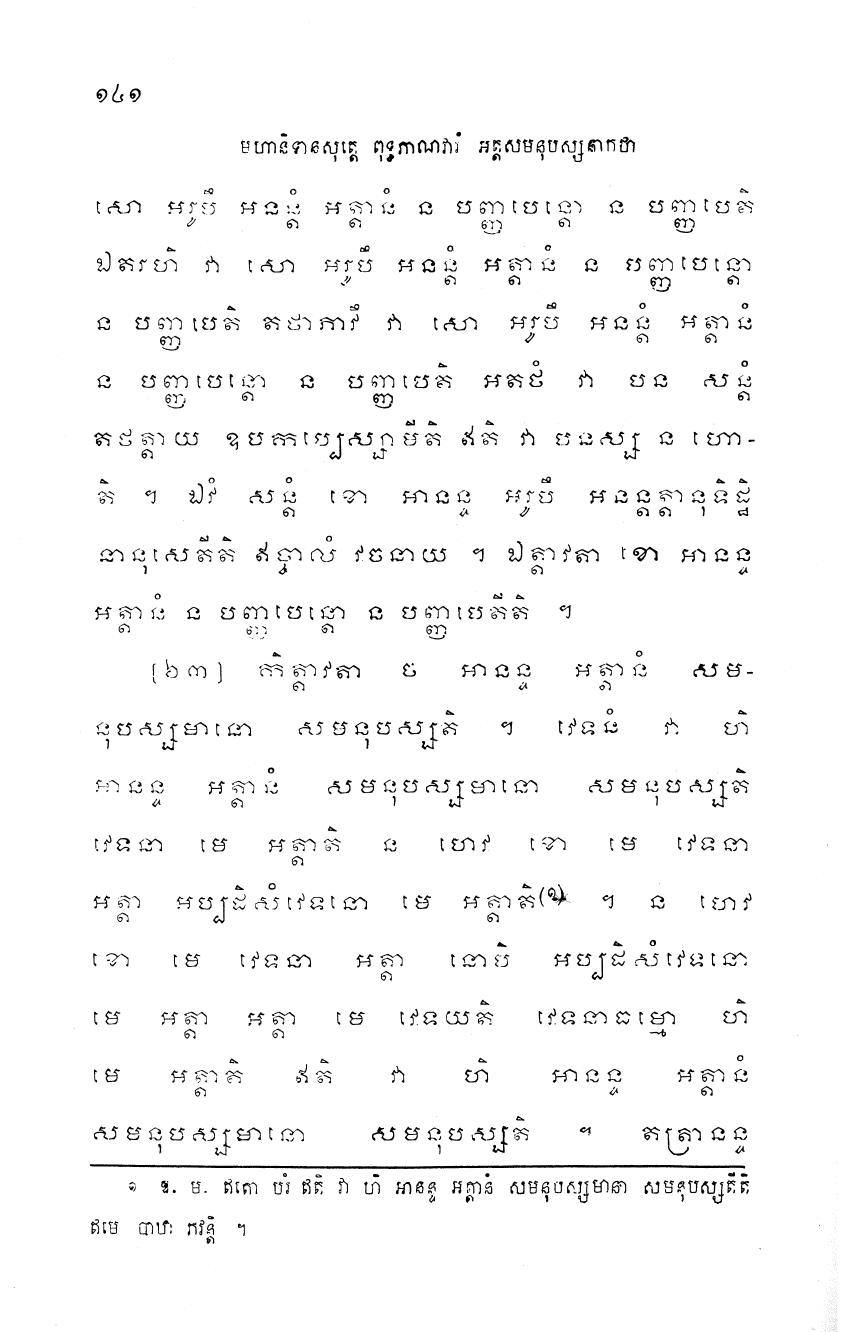 ១៤១
មហានិទានសុត្តេ ពុទ្ធភាណវារំ អត្តសមនុបស្សនាកថា
សោ អរូបឹ អនន្តំ អត្តានំ ន បញ្ញាបេន្តោ ន បញ្ញាបេតិ
ឯតរហិ វា សោ អរូបឹ អនន្តំ អត្តានំ ន បញ្ញាបេន្តោ
ន បញ្ញាបេតិ តថាភាវឹ វា សោ អរូបឹ អនន្តំ អត្តានំ
ន បញ្ញាបេន្តោ ន បញ្ញាបេតិ អតថំ វា បន សន្តំ
តថត្តាយ ឧបកប្បេស្សាមីតិ ឥតិ វា បនស្ស ន ហោ-
តិ ។ ឯវំ សន្តំ ខោ អានន្ទ អរូបឹ អនន្តត្តានុទិដ្ឋិ
នានុសេតីតិ ឥច្ចាលំ វចនាយ ។ ឯត្តាវតា ខោ អានន្ទ
អត្តានំ ន បញ្ញាបេន្តោ ន បញ្ញាបេតីតិ ។
[៦៣] កិត្តាវតា ច អានន្ទ អត្តានំ សម-
នុបស្សមានោ សមនុបស្សតិ ។ វេទនំ វា ហិ
អានន្ទ អត្តានំ សមនុបស្សមានោ សមនុបស្សតិ
វេទនា មេ អត្តាតិ ន ហេវ ខោ មេ វេទនា
អត្តា អប្បដិសំវេទនោ មេ អត្តាតិ(១) ។ ន ហេវ
ខោ មេ វេទនា អត្តា នោបិ អប្បដិសំវេទនោ
មេ អត្តា អត្តា មេ វេទយតិ វេទនាធម្មោ ហិ
មេ អត្តាតិ ឥតិ វា ហិ អានន្ទ អត្តានំ
សមនុបស្សមានោ សមនុបស្សតិ ។ តត្រានន្ទ
១ ឱ. ម. ឥតោ បរំ ឥតិ វា ហិ អានន្ទ អត្តានំ សមនុបស្សមានោ សមនុបស្សតីតិ
ឥមេ បាឋៈ ភវន្តិ ។